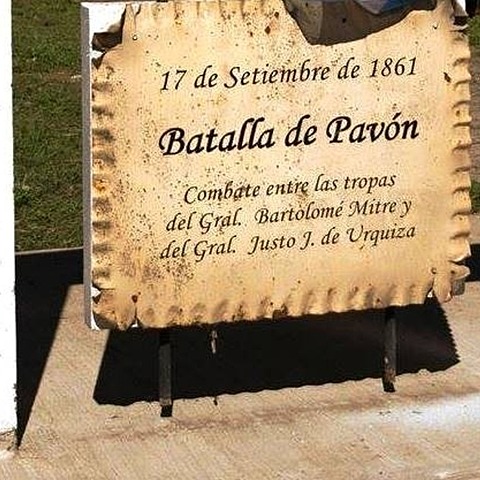 17 de Setiembre de 1861
Batalla de Pavón
Combate entre las tropas
del Gral. Bartolomé Mitre y
del Gral. Justo J. de Urquiza